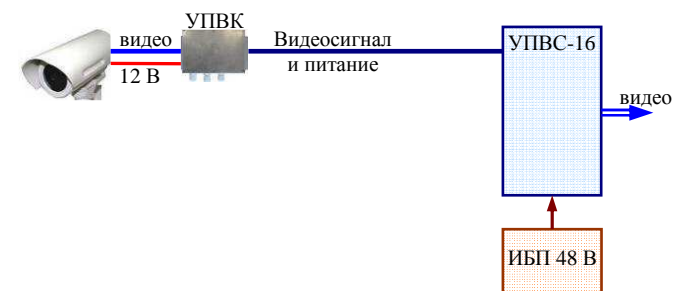 УПВК
видео
12 В
Видеосигнал
и питание
УПВС-16
видео
ИБП 48 В